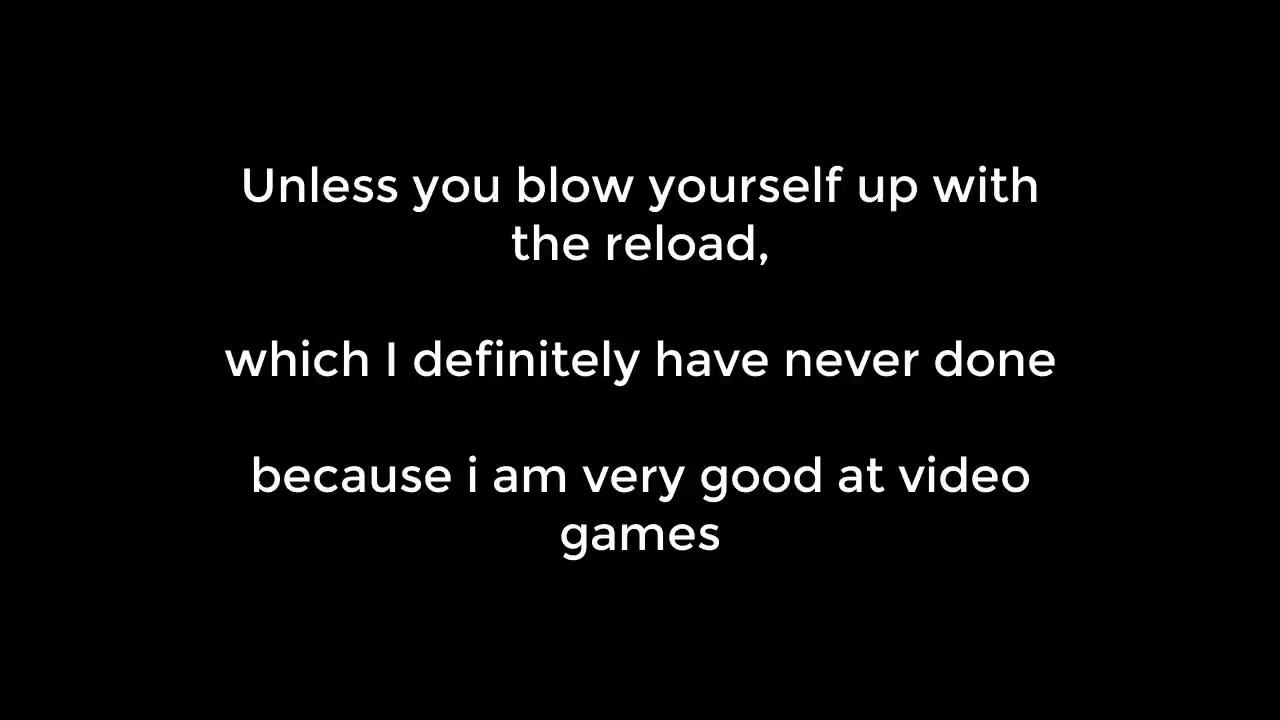 Unless you blow yourself up with
the reload,
which I definitely have never done
because i am very good at video
games